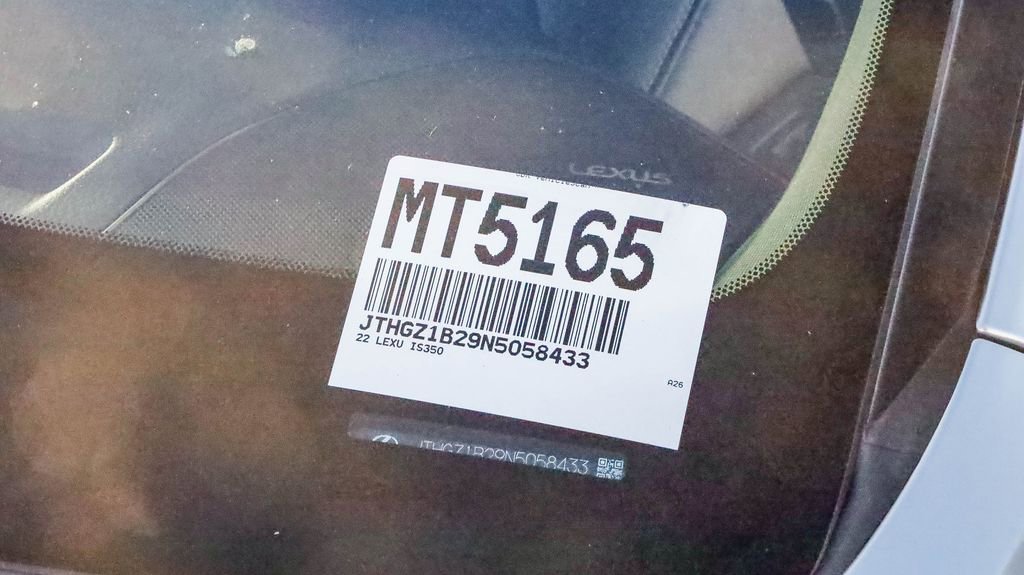 LEXUS
MT5165
JTHGZ1B29N5058433
22 LEXU IS350
A26
JTHGZ1B29N5058433